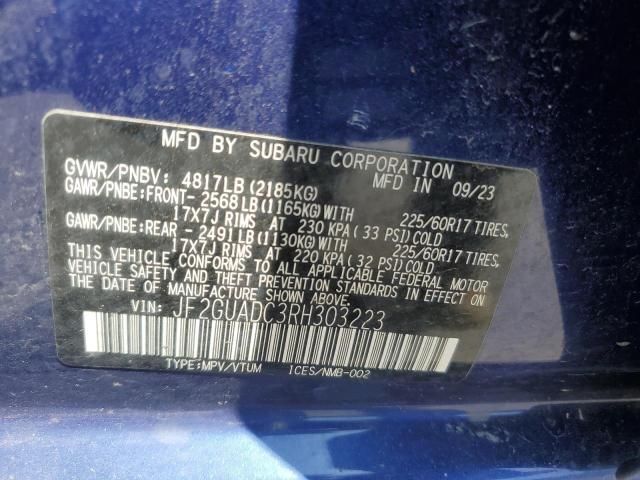 MFD BY SUBARU CORPORATION
GVWR/PNBV: 4817LB (2185KG) MFD IN 09/23
GAWR/PNBE:FRONT- 2568LB(1165KG)WITH 225/60R17 TIRES,
17X7J RIMS AT 230 KPA(33 PSI)COLD
GAWR/PNBE:REAR - 2491LB(1130KG)WITH 225/60R17 TIRES,
17X7J RIMS AT 220 KPA(32 PSI)COLD
THIS VEHICLE CONFORMS TO ALL APPLICABLE FEDERAL MOTOR
VEHICLE SAFETY AND THEFT PREVENTION STANDARDS IN EFFECT ON
THE DATE OF MANUFACTURE SHOWN ABOVE.
VIN: JF2GUADC3RH303223
TYPE:MPV/VTUM ICES/NMB-002